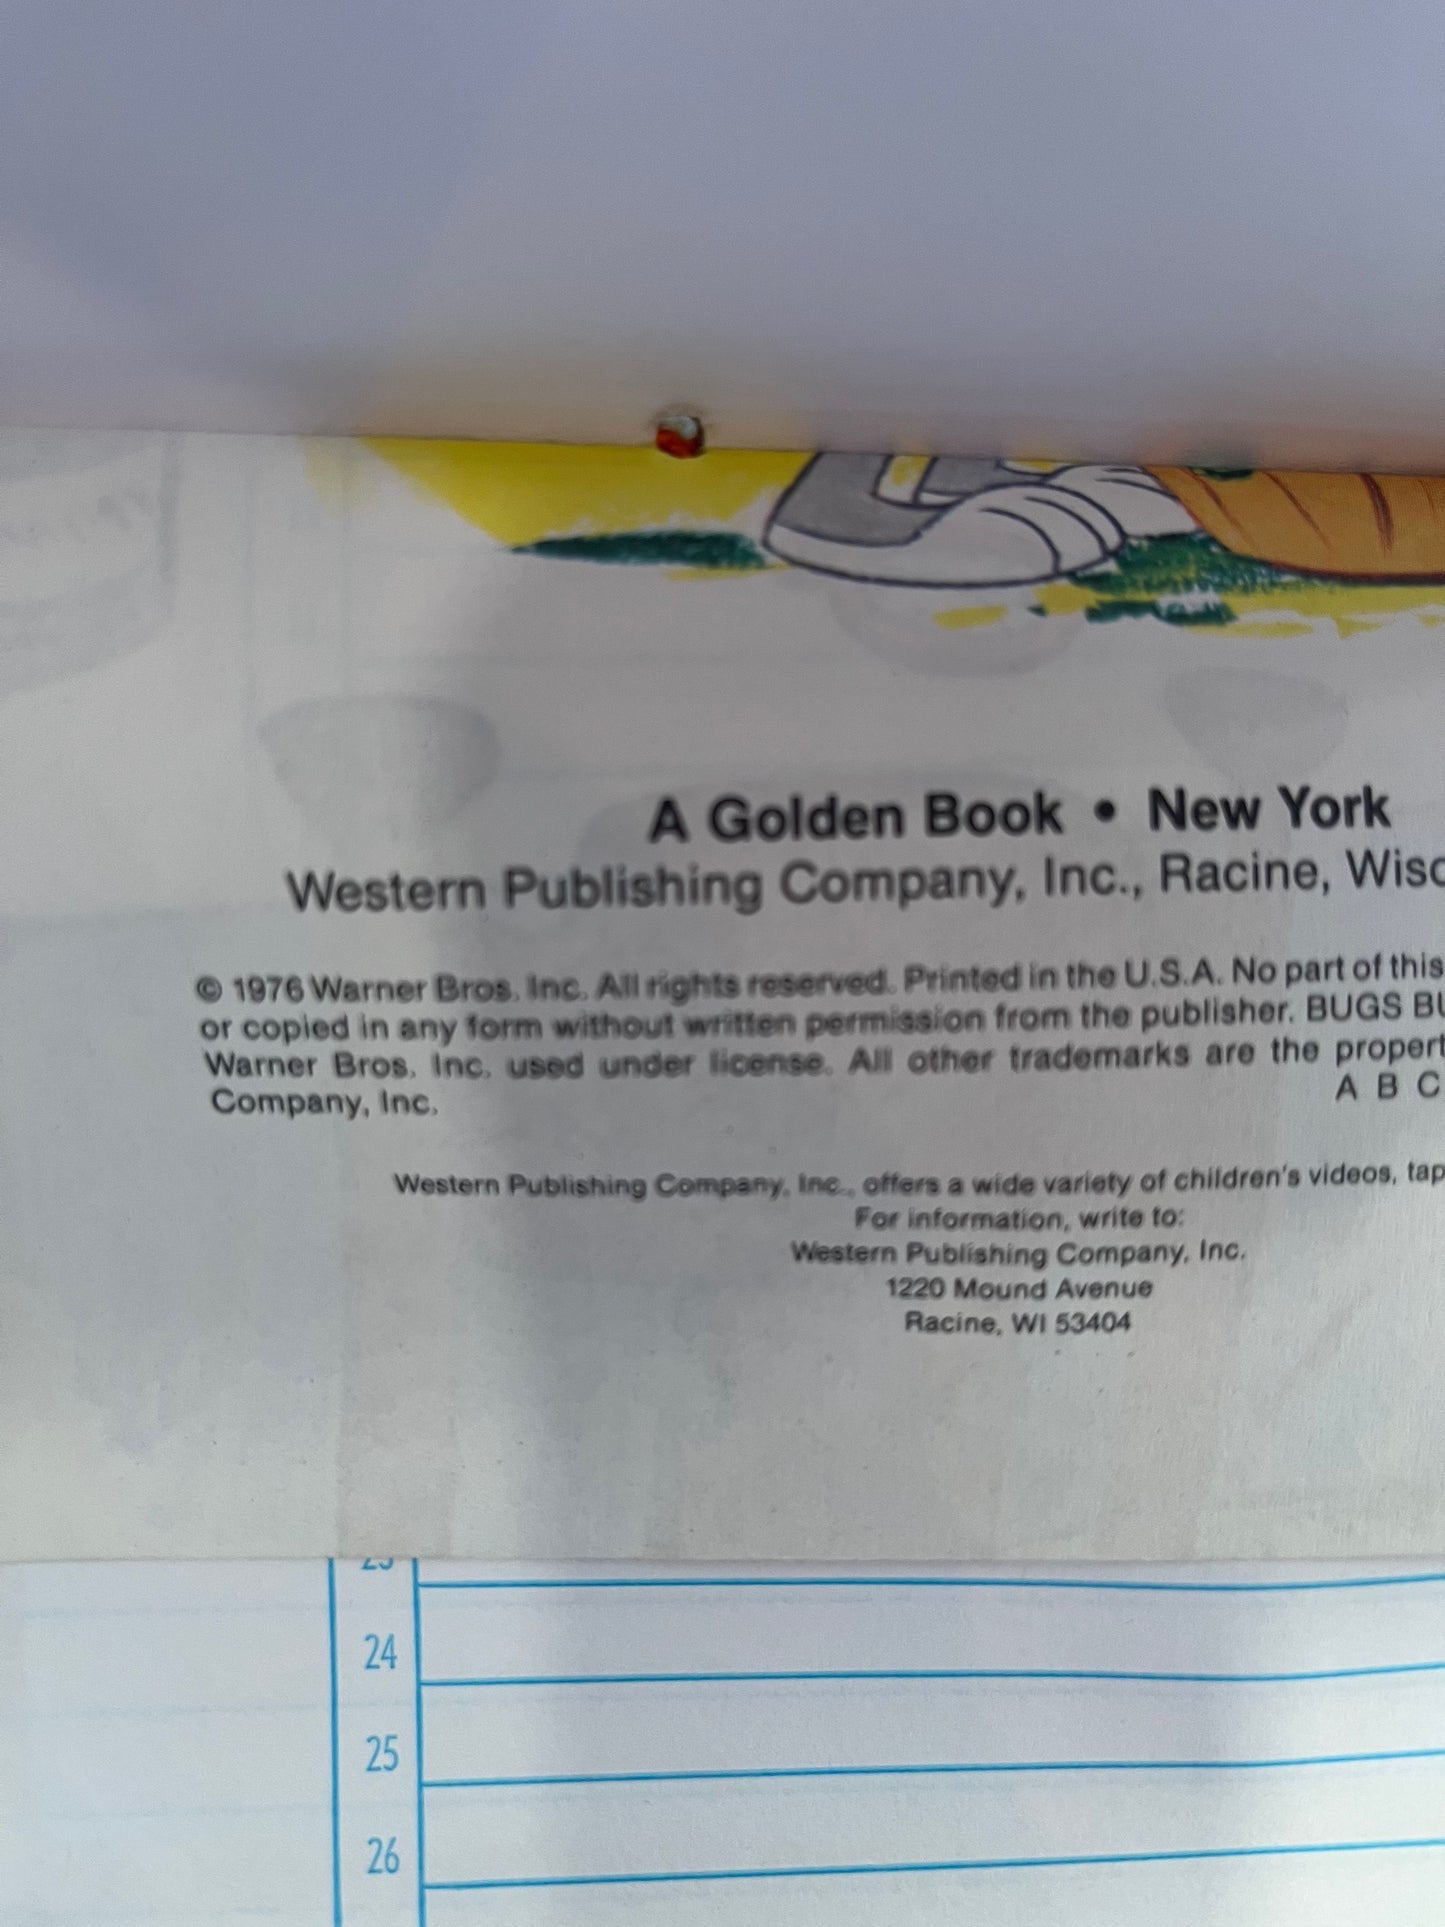 A Golden Book • New York
Western Publishing Company, Inc., Racine, Wisc
© 1976 Warner Bros. Inc. All rights reserved. Printed in the U.S.A. No part of this
or copied in any form without written permission from the publisher. BUGS BU
Warner Bros. Inc. used under license. All other trademarks are the propert
Company, Inc.
A B C
Western Publishing Company, Inc., offers a wide variety of children's videos, tap
For information, write to:
Western Publishing Company, Inc.
1220 Mound Avenue
Racine, WI 53404
24
25
26